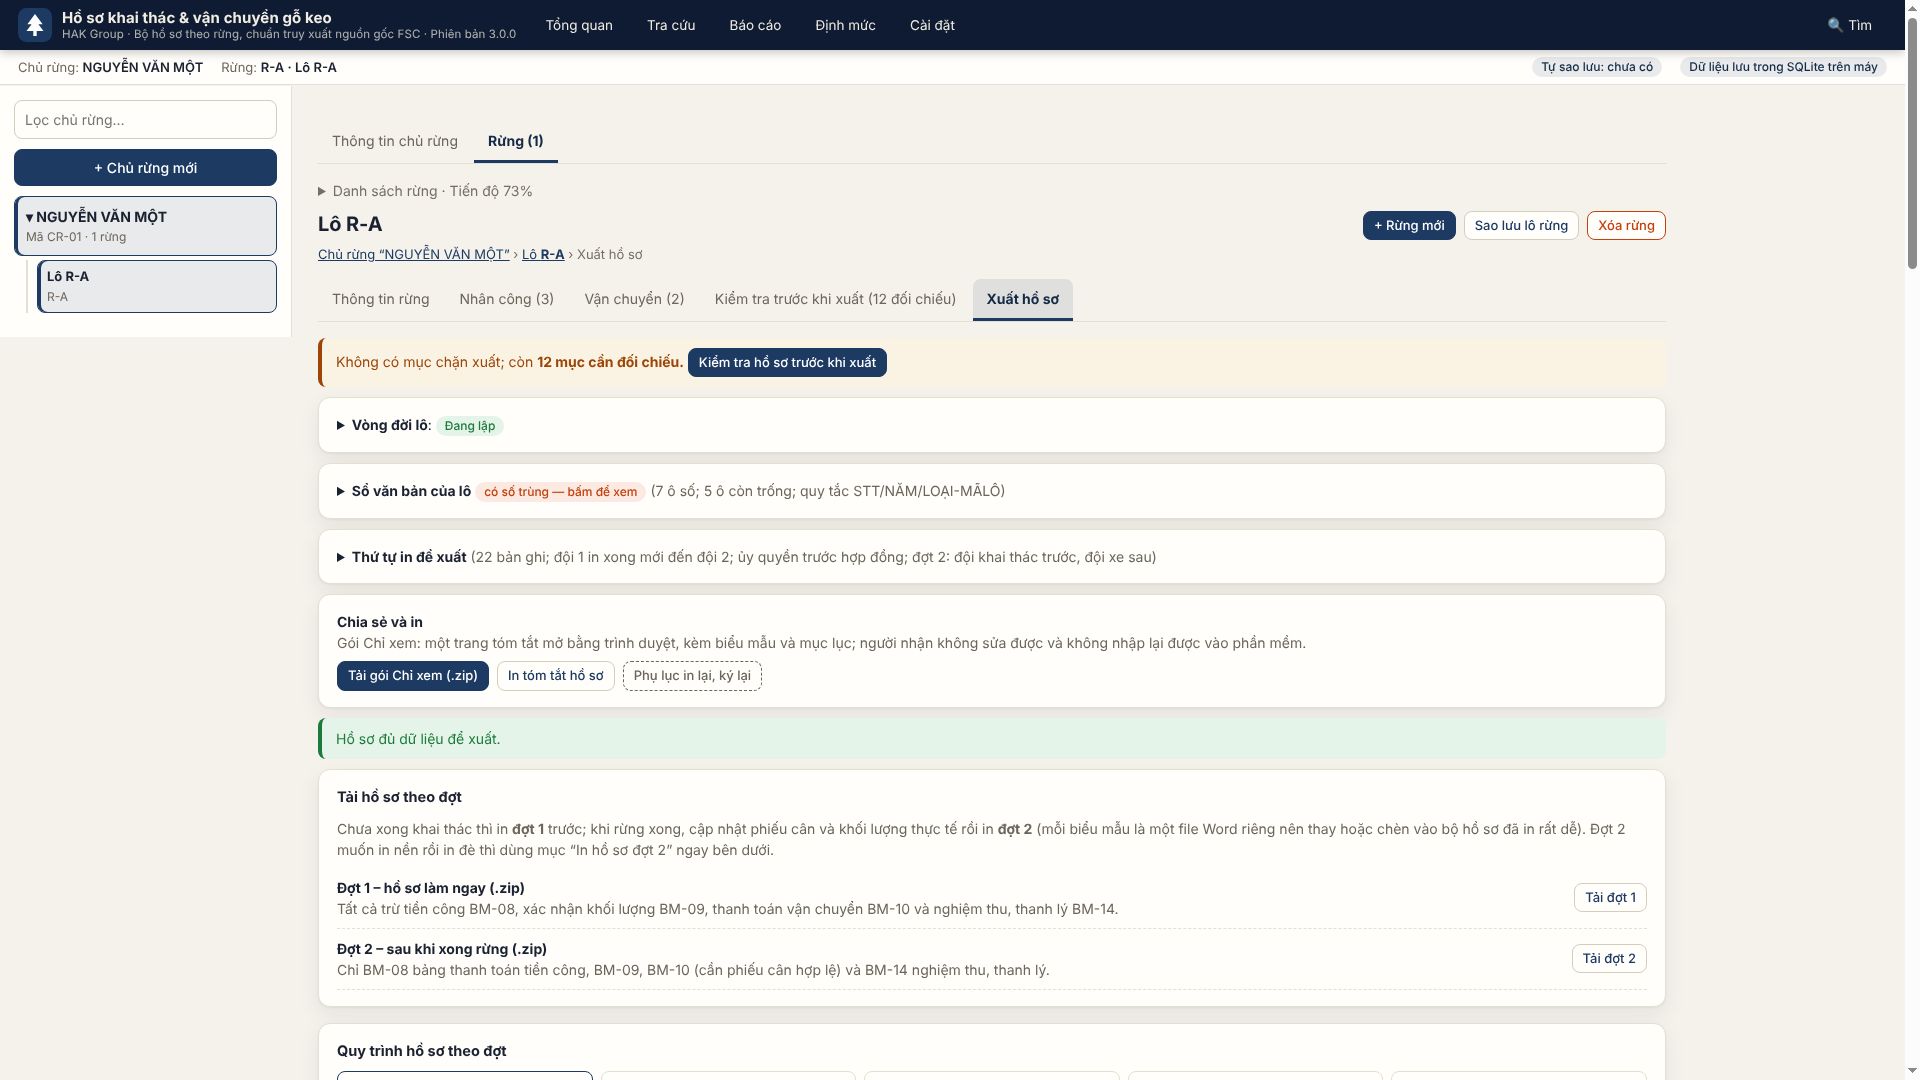 Hồ sơ khai thác & vận chuyển gỗ keo
HAK Group · Bộ hồ sơ theo rừng, chuẩn truy xuất nguồn gốc FSC · Phiên bản 3.0.0
Tổng quan
Tra cứu
Báo cáo
Định mức
Cài đặt
🔍 Tìm
Chủ rừng: NGUYỄN VĂN MỘT Rừng: R-A · Lô R-A
Tự sao lưu: chưa có
Dữ liệu lưu trong SQLite trên máy
Lọc chủ rừng...
+ Chủ rừng mới
▾ NGUYỄN VĂN MỘT
Mã CR-01 · 1 rừng
Lô R-A
R-A
Thông tin chủ rừng
Rừng (1)
▶ Danh sách rừng · Tiến độ 73%
Lô R-A
+ Rừng mới
Sao lưu lô rừng
Xóa rừng
Chủ rừng “NGUYỄN VĂN MỘT” › Lô R-A › Xuất hồ sơ
Thông tin rừng
Nhân công (3)
Vận chuyển (2)
Kiểm tra trước khi xuất (12 đối chiếu)
Xuất hồ sơ
Không có mục chặn xuất; còn 12 mục cần đối chiếu. Kiểm tra hồ sơ trước khi xuất
▶ Vòng đời lô: Đang lập
▶ Số văn bản của lô có số trùng — bấm để xem (7 ô số; 5 ô còn trống; quy tắc STT/NĂM/LOẠI-MÃLÔ)
▶ Thứ tự in đề xuất (22 bản ghi; đội 1 in xong mới đến đội 2; ủy quyền trước hợp đồng; đợt 2: đội khai thác trước, đội xe sau)
Chia sẻ và in
Gói Chỉ xem: một trang tóm tắt mở bằng trình duyệt, kèm biểu mẫu và mục lục; người nhận không sửa được và không nhập lại được vào phần mềm.
Tải gói Chỉ xem (.zip)
In tóm tắt hồ sơ
Phụ lục in lại, ký lại
Hồ sơ đủ dữ liệu để xuất.
Tải hồ sơ theo đợt
Chưa xong khai thác thì in đợt 1 trước; khi rừng xong, cập nhật phiếu cân và khối lượng thực tế rồi in đợt 2 (mỗi biểu mẫu là một file Word riêng nên thay hoặc chèn vào bộ hồ sơ đã in rất dễ). Đợt 2
muốn in nền rồi in đè thì dùng mục “In hồ sơ đợt 2” ngay bên dưới.
Đợt 1 – hồ sơ làm ngay (.zip)
Tất cả trừ tiền công BM-08, xác nhận khối lượng BM-09, thanh toán vận chuyển BM-10 và nghiệm thu, thanh lý BM-14.
Tải đợt 1
Đợt 2 – sau khi xong rừng (.zip)
Chỉ BM-08 bảng thanh toán tiền công, BM-09, BM-10 (cần phiếu cân hợp lệ) và BM-14 nghiệm thu, thanh lý.
Tải đợt 2
Quy trình hồ sơ theo đợt